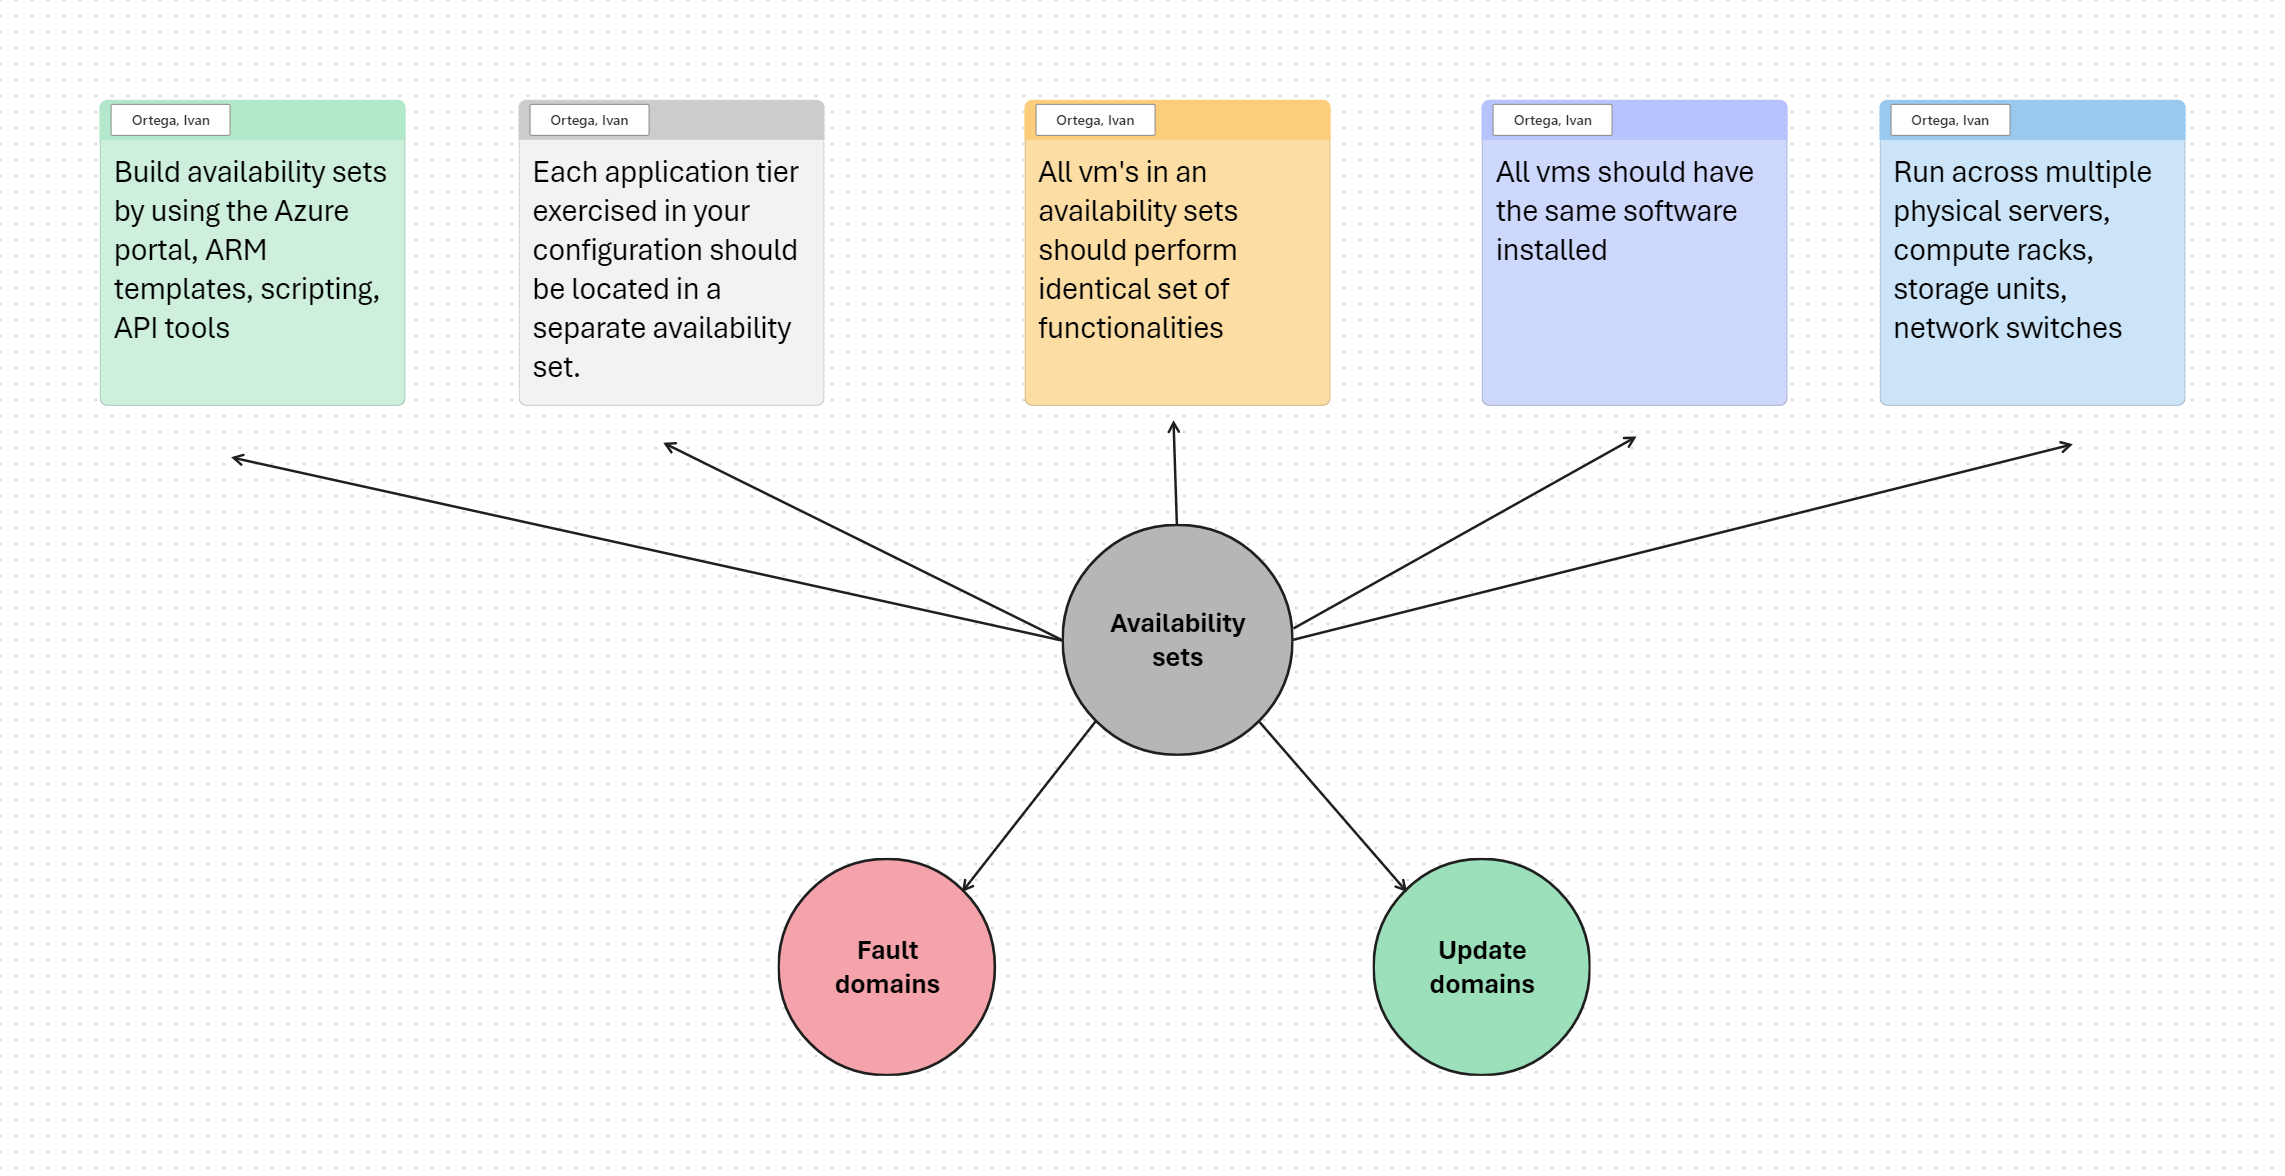 Ortega, Ivan
Build availability sets
by using the Azure
portal, ARM
templates, scripting,
API tools
Ortega, Ivan
Each application tier
exercised in your
configuration should
be located in a
separate availability
set.
Ortega, Ivan
All vm's in an
availability sets
should perform
identical set of
functionalities
Ortega, Ivan
All vms should have
the same software
installed
Ortega, Ivan
Run across multiple
physical servers,
compute racks,
storage units,
network switches
Availability
sets
Fault
domains
Update
domains